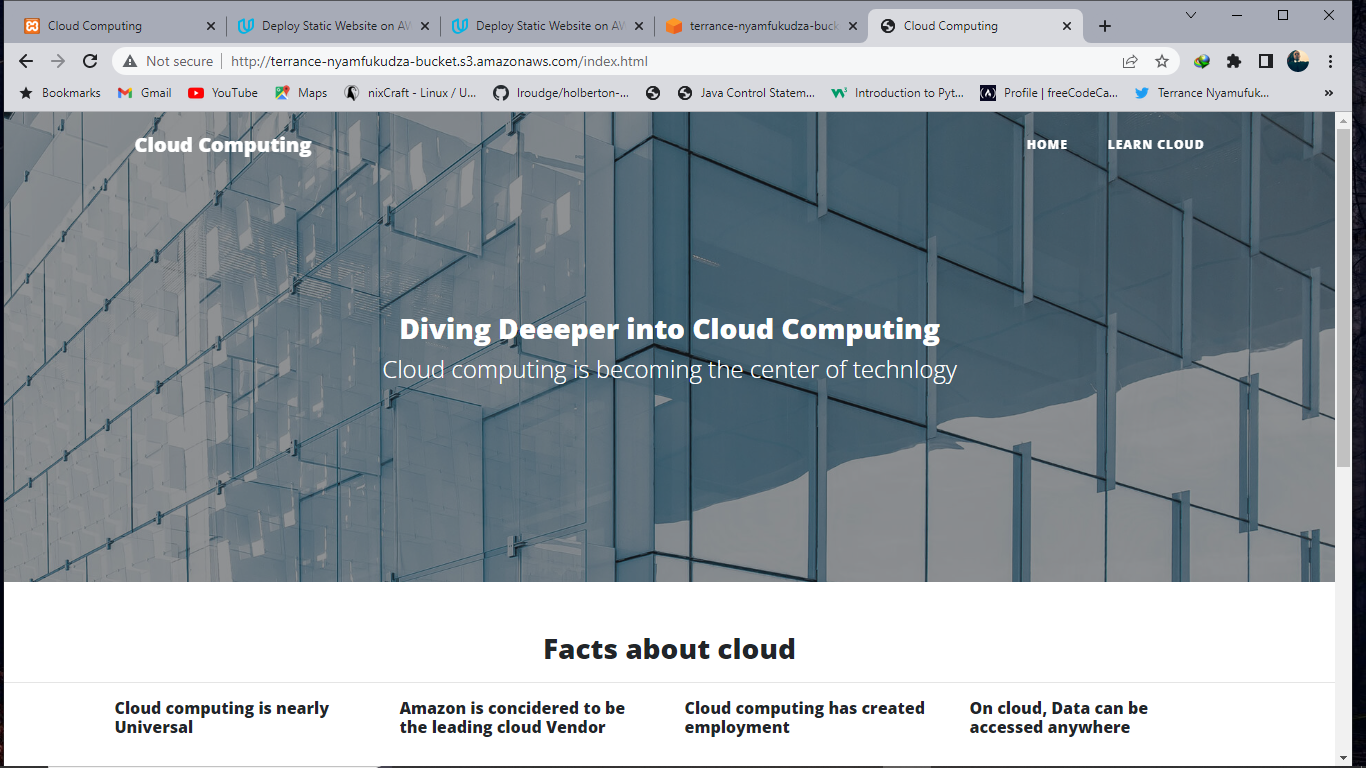 Cloud Computing
Deploy Static Website on AW
Deploy Static Website on AW
terrance-nyamfukudza-buck
Cloud Computing
Not secure
http://terrance-nyamfukudza-bucket.s3.amazonaws.com/index.html
Bookmarks
Gmail
YouTube
Maps
nixCraft - Linux / U...
Iroudge/holberton-...
Java Control Statem...
Introduction to Pyt...
Profile | freeCodeCa...
Terrance Nyamufuk...
»
Cloud Computing
HOME
LEARN CLOUD
Diving Deeeper into Cloud Computing
Cloud computing is becoming the center of technlogy
Facts about cloud
Cloud computing is nearly
Universal
Amazon is concidered to be
the leading cloud Vendor
Cloud computing has created
employment
On cloud, Data can be
accessed anywhere